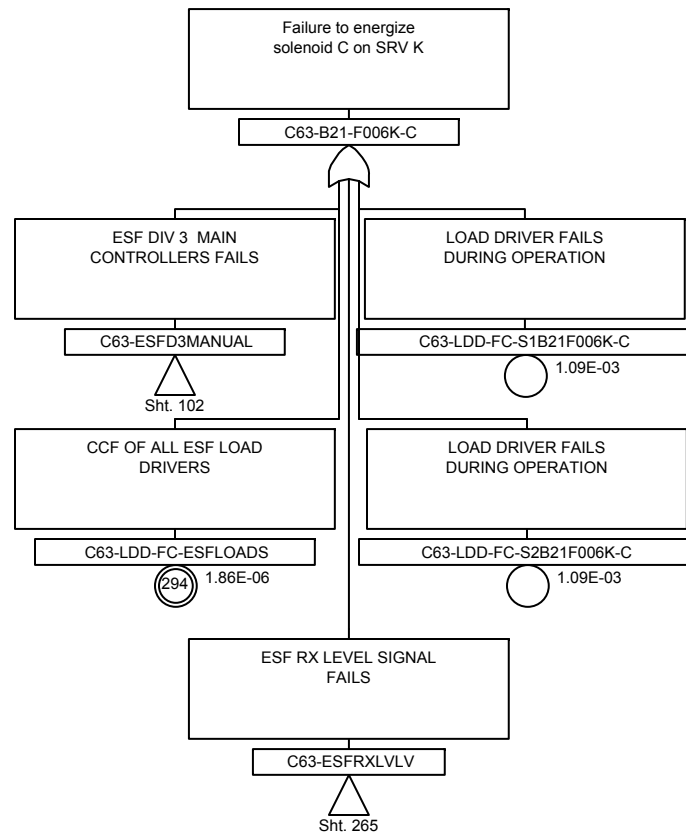 Failure to energize
solenoid C on SRV K
C63-B21-F006K-C
ESF DIV 3 MAIN
CONTROLLERS FAILS
C63-ESFD3MANUAL
Sht. 102
LOAD DRIVER FAILS
DURING OPERATION
C63-LDD-FC-S1B21F006K-C
1.09E-03
CCF OF ALL ESF LOAD
DRIVERS
C63-LDD-FC-ESFLOADS
294
1.86E-06
LOAD DRIVER FAILS
DURING OPERATION
C63-LDD-FC-S2B21F006K-C
1.09E-03
ESF RX LEVEL SIGNAL
FAILS
C63-ESFRXLVLV
Sht. 265